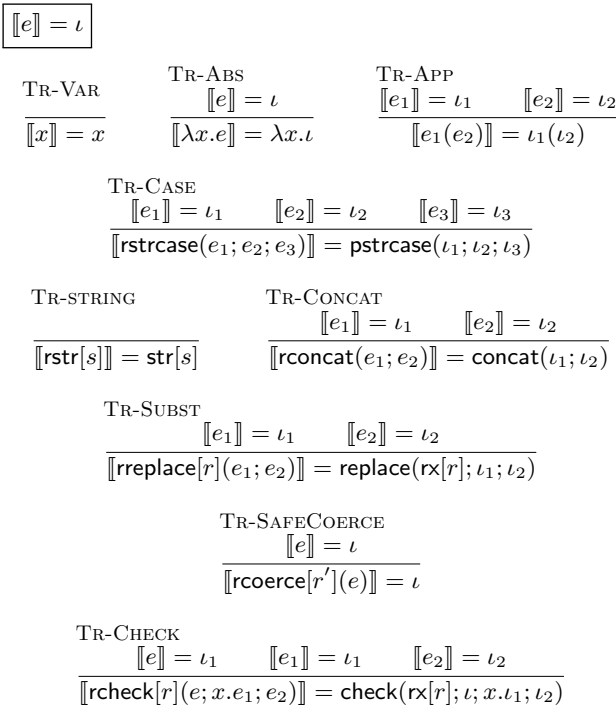 ⟦e⟧ = ι
Tr-Var
⟦x⟧ = x
Tr-Abs
⟦e⟧ = ι
⟦λx.e⟧ = λx.ι
Tr-App
⟦e₁⟧ = ι₁ ⟦e₂⟧ = ι₂
⟦e₁(e₂)⟧ = ι₁(ι₂)
Tr-Case
⟦e₁⟧ = ι₁ ⟦e₂⟧ = ι₂ ⟦e₃⟧ = ι₃
⟦rstrcase(e₁; e₂; e₃)⟧ = pstrcase(ι₁; ι₂; ι₃)
Tr-string
⟦rstr[s]⟧ = str[s]
Tr-Concat
⟦e₁⟧ = ι₁ ⟦e₂⟧ = ι₂
⟦rconcat(e₁; e₂)⟧ = concat(ι₁; ι₂)
Tr-Subst
⟦e₁⟧ = ι₁ ⟦e₂⟧ = ι₂
⟦rreplace[r](e₁; e₂)⟧ = replace(rx[r]; ι₁; ι₂)
Tr-SafeCoerce
⟦e⟧ = ι
⟦rcoerce[r′](e)⟧ = ι
Tr-Check
⟦e⟧ = ι₁ ⟦e₁⟧ = ι₁ ⟦e₂⟧ = ι₂
⟦rcheck[r](e; x.e₁; e₂)⟧ = check(rx[r]; ι; x.ι₁; ι₂)